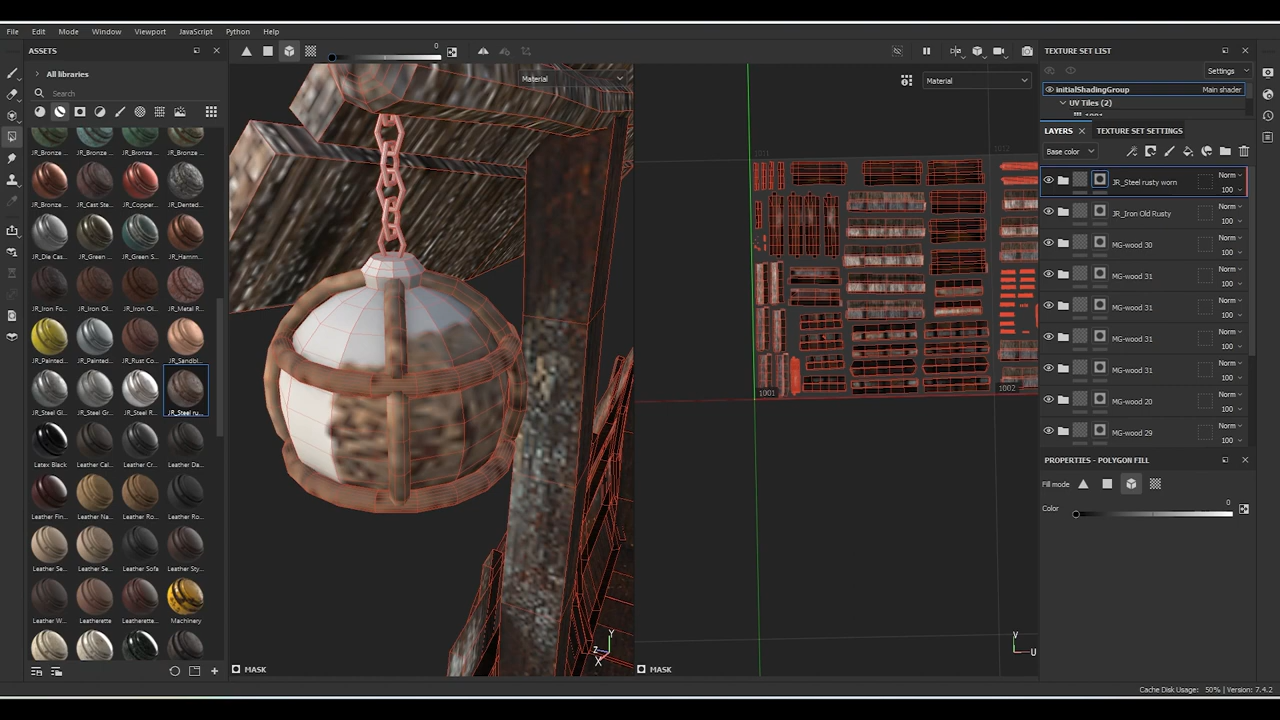 File Edit Mode Window Viewport JavaScript Python Help
ASSETS
All libraries
Search
JR_Bronze ... JR_Bronze ... JR_Bronze ... JR_Bronze ...
JR_Bronze ... JR_Cast Ste... JR_Copper... JR_Dented...
JR_Die Cas... JR_Green ... JR_Green ... JR_Hamm...
JR_Iron Fo... JR_Iron Ol... JR_Iron Ol... JR_Metal R...
JR_Painted... JR_Painted... JR_Rust Co... JR_Sandbl...
JR_Steel Gl... JR_Steel Gr... JR_Steel R... JR_Steel ru...
Latex Black Leather Cal... Leather Cr... Leather Da...
Leather Fin... Leather Na... Leather Ro... Leather Ro...
Leather Se... Leather Se... Leather Sofa Leather Sty...
Leather W... Leatherette Leatherette... Machinery
0
Material
Y
Z
X
MASK
Material
1001
1002
V
U
MASK
TEXTURE SET LIST
Settings
initialShadingGroup Main shader
UV Tiles (2)
LAYERS TEXTURE SET SETTINGS
Base color
JR_Steel rusty worn Norm
100
JR_Iron Old Rusty Norm
100
MG-wood 30 Norm
100
MG-wood 31 Norm
100
MG-wood 31 Norm
100
MG-wood 31 Norm
100
MG-wood 31 Norm
100
MG-wood 20 Norm
100
MG-wood 29 Norm
100
PROPERTIES - POLYGON FILL
Fill mode
Color 0
Cache Disk Usage: 50% | Version: 7.4.2